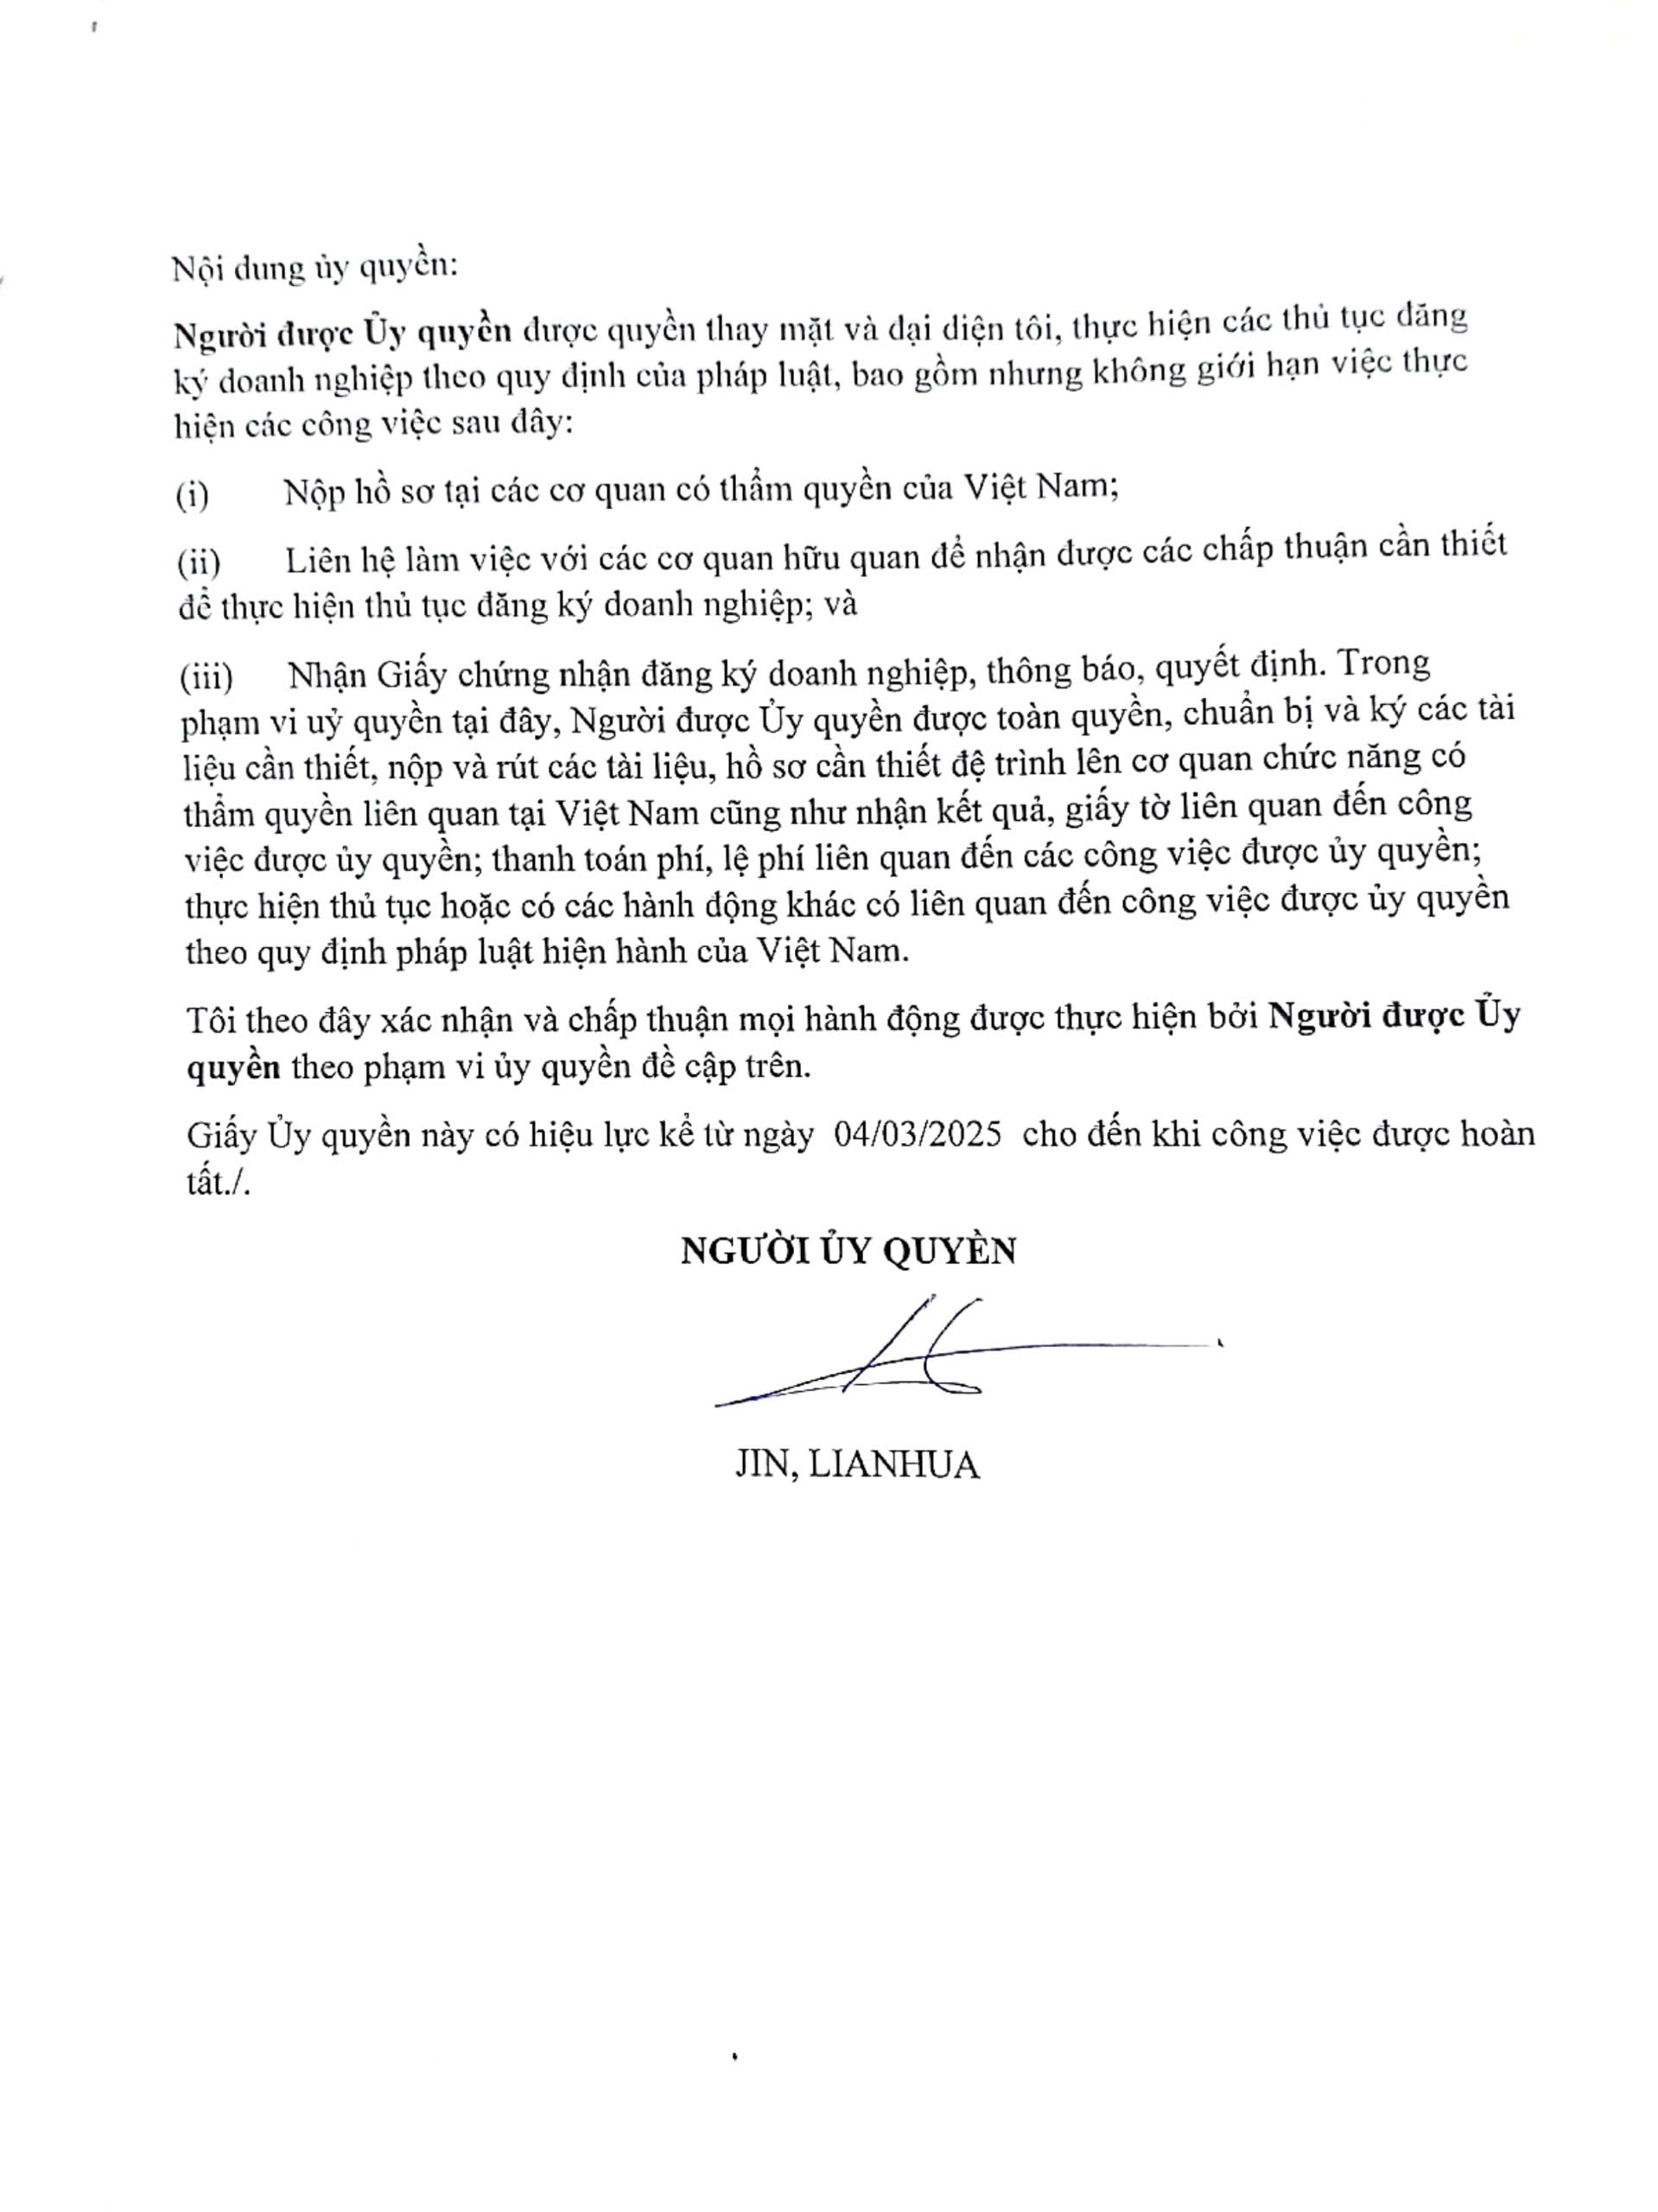 Nội dung ủy quyền:
Người được Ủy quyền được quyền thay mặt và đại diện tôi, thực hiện các thủ tục đăng
ký doanh nghiệp theo quy định của pháp luật, bao gồm nhưng không giới hạn việc thực
hiện các công việc sau đây:
(i) Nộp hồ sơ tại các cơ quan có thẩm quyền của Việt Nam;
(ii) Liên hệ làm việc với các cơ quan hữu quan để nhận được các chấp thuận cần thiết
để thực hiện thủ tục đăng ký doanh nghiệp; và
(iii) Nhận Giấy chứng nhận đăng ký doanh nghiệp, thông báo, quyết định. Trong
phạm vi uỷ quyền tại đây, Người được Ủy quyền được toàn quyền, chuẩn bị và ký các tài
liệu cần thiết, nộp và rút các tài liệu, hồ sơ cần thiết đệ trình lên cơ quan chức năng có
thẩm quyền liên quan tại Việt Nam cũng như nhận kết quả, giấy tờ liên quan đến công
việc được ủy quyền; thanh toán phí, lệ phí liên quan đến các công việc được ủy quyền;
thực hiện thủ tục hoặc có các hành động khác có liên quan đến công việc được ủy quyền
theo quy định pháp luật hiện hành của Việt Nam.
Tôi theo đây xác nhận và chấp thuận mọi hành động được thực hiện bởi Người được Ủy
quyền theo phạm vi ủy quyền đề cập trên.
Giấy Ủy quyền này có hiệu lực kể từ ngày 04/03/2025 cho đến khi công việc được hoàn
tất./.
NGƯỜI ỦY QUYỀN
JIN, LIANHUA